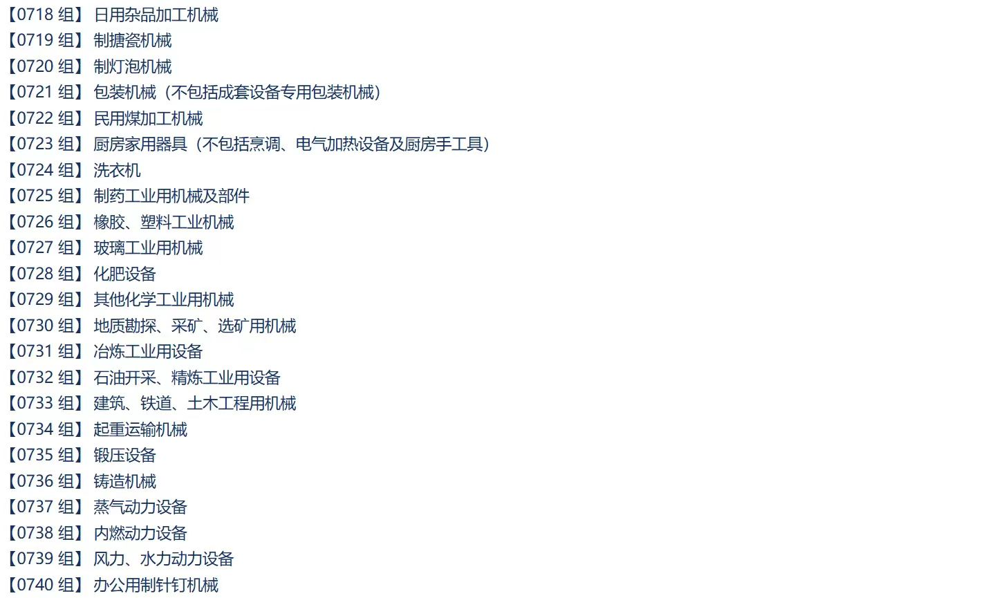 【0718 组】 日用杂品加工机械
【0719 组】 制搪瓷机械
【0720 组】 制灯泡机械
【0721 组】 包装机械（不包括成套设备专用包装机械）
【0722 组】 民用煤加工机械
【0723 组】 厨房家用器具（不包括烹调、电气加热设备及厨房手工具）
【0724 组】 洗衣机
【0725 组】 制药工业用机械及部件
【0726 组】 橡胶、塑料工业机械
【0727 组】 玻璃工业用机械
【0728 组】 化肥设备
【0729 组】 其他化学工业用机械
【0730 组】 地质勘探、采矿、选矿用机械
【0731 组】 冶炼工业用设备
【0732 组】 石油开采、精炼工业用设备
【0733 组】 建筑、铁道、土木工程用机械
【0734 组】 起重运输机械
【0735 组】 锻压设备
【0736 组】 铸造机械
【0737 组】 蒸气动力设备
【0738 组】 内燃动力设备
【0739 组】 风力、水力动力设备
【0740 组】 办公用制针钉机械